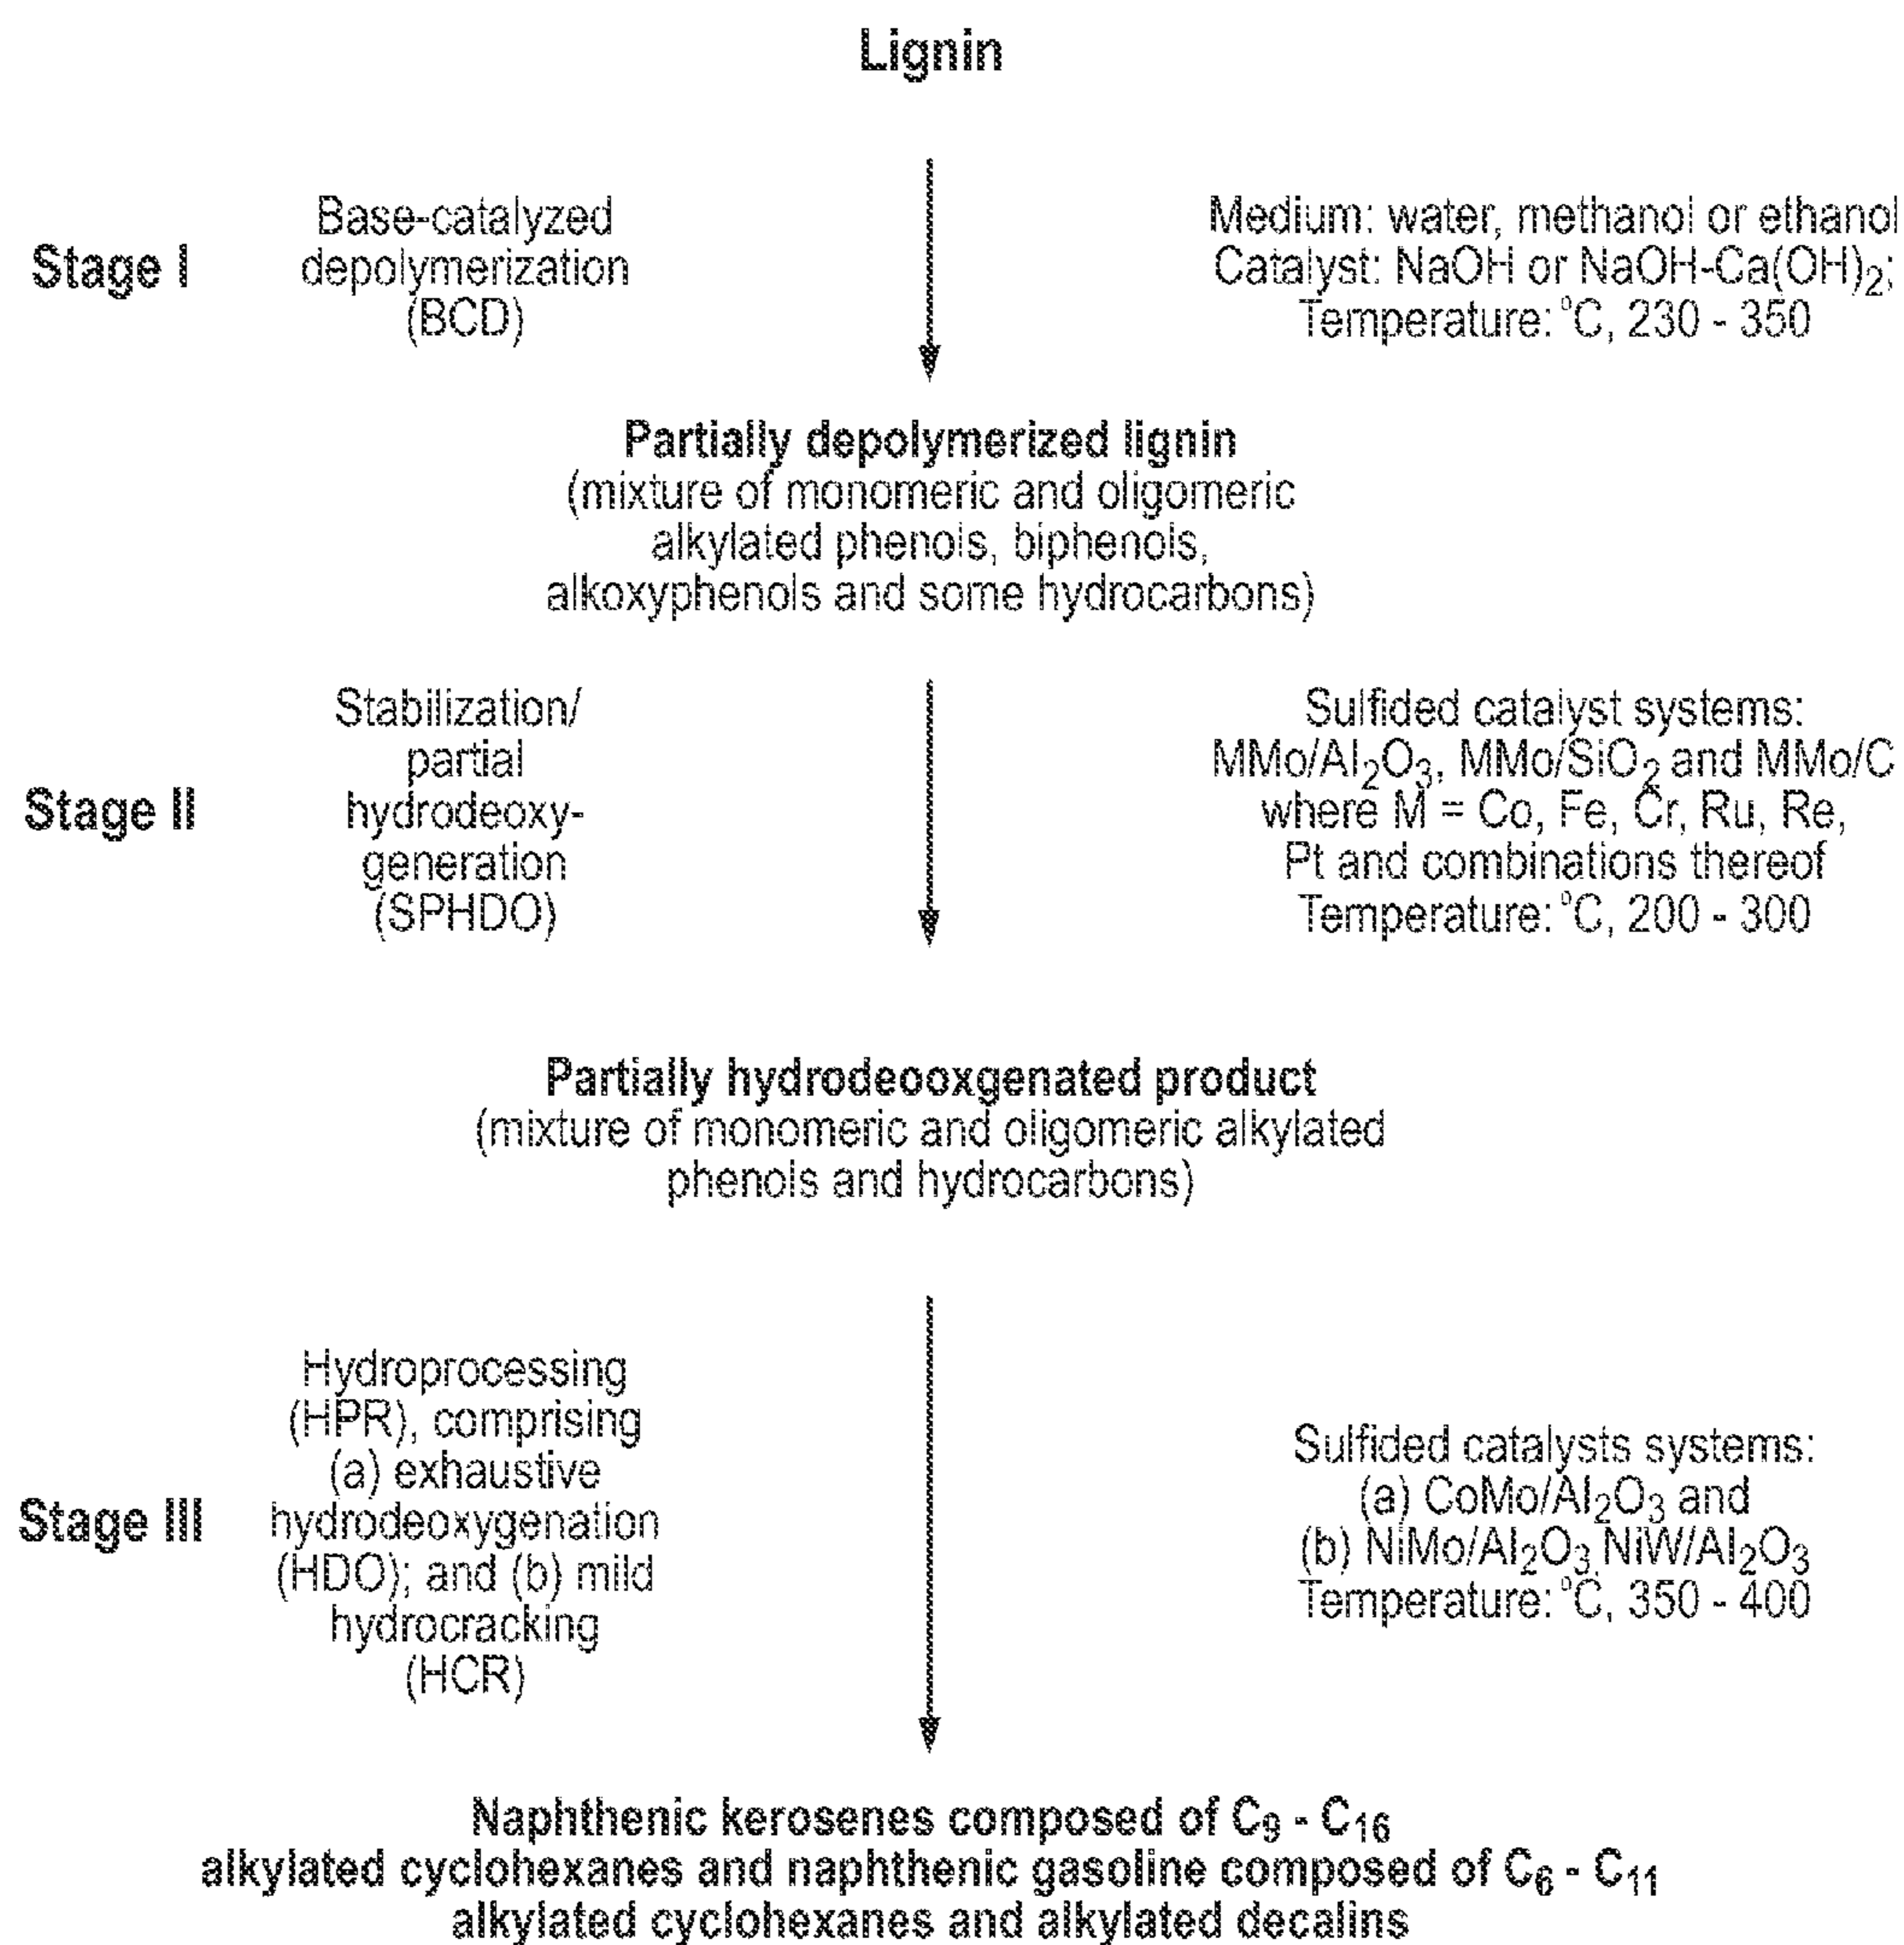 Lignin
Stage I
Base-catalyzed
depolymerization
(BCD)
Medium: water, methanol or ethanol
Catalyst: NaOH or NaOH-Ca(OH)₂;
Temperature: °C, 230 - 350
Partially depolymerized lignin
(mixture of monomeric and oligomeric
alkylated phenols, biphenols,
alkoxyphenols and some hydrocarbons)
Stage II
Stabilization/
partial
hydrodeoxy-
generation
(SPHDO)
Sulfided catalyst systems:
MMo/Al₂O₃, MMo/SiO₂ and MMo/C
where M = Co, Fe, Cr, Ru, Re,
Pt and combinations thereof
Temperature: °C, 200 - 300
Partially hydrodeooxgenated product
(mixture of monomeric and oligomeric alkylated
phenols and hydrocarbons)
Stage III
Hydroprocessing
(HPR), comprising
(a) exhaustive
hydrodeoxygenation
(HDO); and (b) mild
hydrocracking
(HCR)
Sulfided catalysts systems:
(a) CoMo/Al₂O₃ and
(b) NiMo/Al₂O₃ NiW/Al₂O₃
Temperature: °C, 350 - 400
Naphthenic kerosenes composed of C₉ - C₁₆
alkylated cyclohexanes and naphthenic gasoline composed of C₆ - C₁₁
alkylated cyclohexanes and alkylated decalins